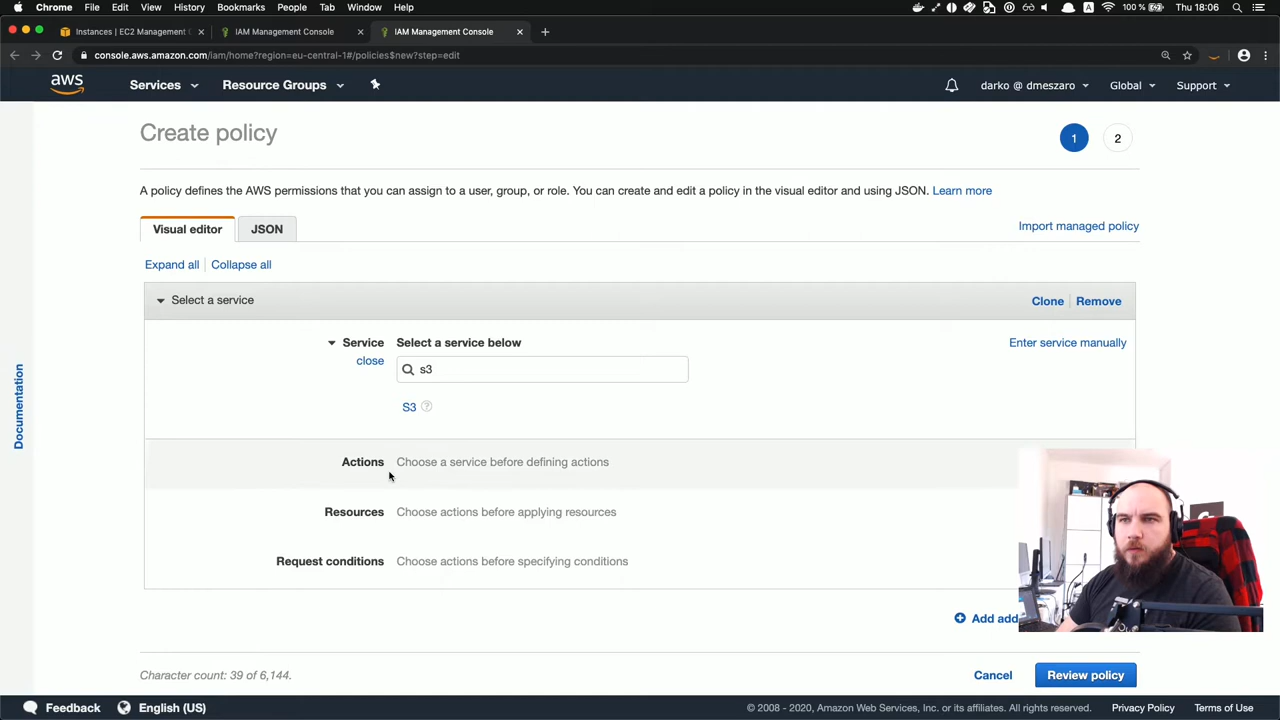 Chrome File Edit View History Bookmarks People Tab Window Help 100 % Thu 18:06
Instances | EC2 Management C IAM Management Console IAM Management Console
console.aws.amazon.com/iam/home?region=eu-central-1#/policies$new?step=edit
aws Services Resource Groups darko @ dmeszaro Global Support
Create policy 1 2
A policy defines the AWS permissions that you can assign to a user, group, or role. You can create and edit a policy in the visual editor and using JSON. Learn more
Visual editor JSON Import managed policy
Expand all Collapse all
Select a service Clone Remove
Service Select a service below Enter service manually
close s3
S3
Actions Choose a service before defining actions
Resources Choose actions before applying resources
Request conditions Choose actions before specifying conditions
Documentation
Add add
Character count: 39 of 6,144. Cancel Review policy
Feedback English (US) © 2008 - 2020, Amazon Web Services, Inc. or its affiliates. All rights reserved. Privacy Policy Terms of Use